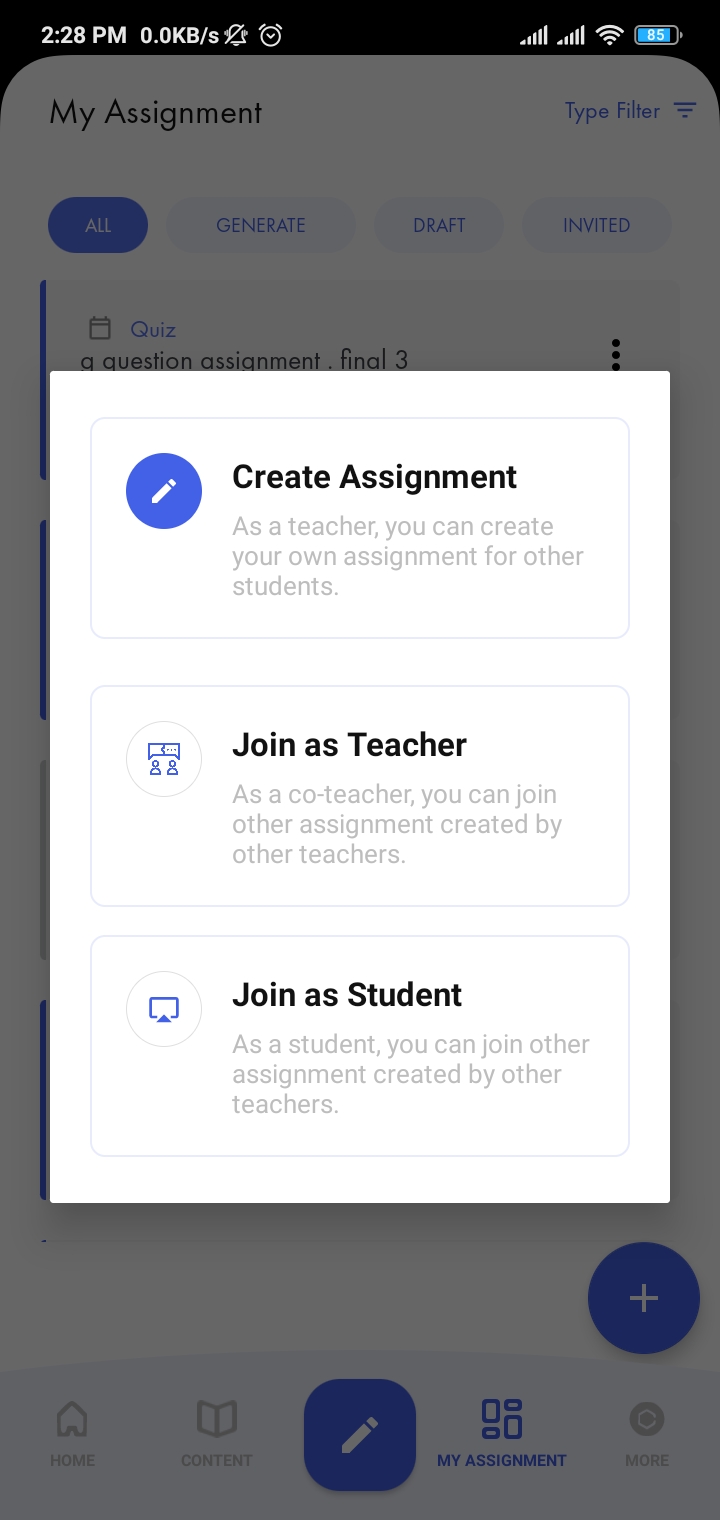 2:28 PM 0.0KB/s 85
My Assignment
Type Filter
ALL GENERATE DRAFT INVITED
Quiz
g question assignment . final 3
Create Assignment
As a teacher, you can create
your own assignment for other
students.
Join as Teacher
As a co-teacher, you can join
other assignment created by
other teachers.
Join as Student
As a student, you can join other
assignment created by other
teachers.
HOME CONTENT MY ASSIGNMENT MORE